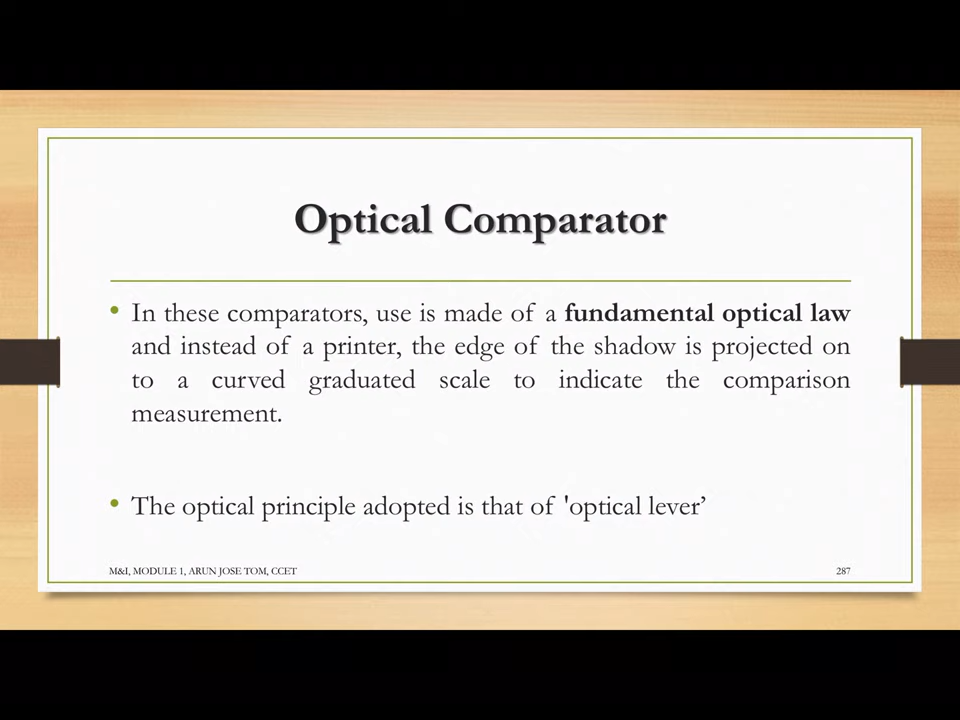 Optical Comparator
• In these comparators, use is made of a fundamental optical law
and instead of a printer, the edge of the shadow is projected on
to a curved graduated scale to indicate the comparison
measurement.
• The optical principle adopted is that of 'optical lever’
M&I, MODULE 1, ARUN JOSE TOM, CCET
287